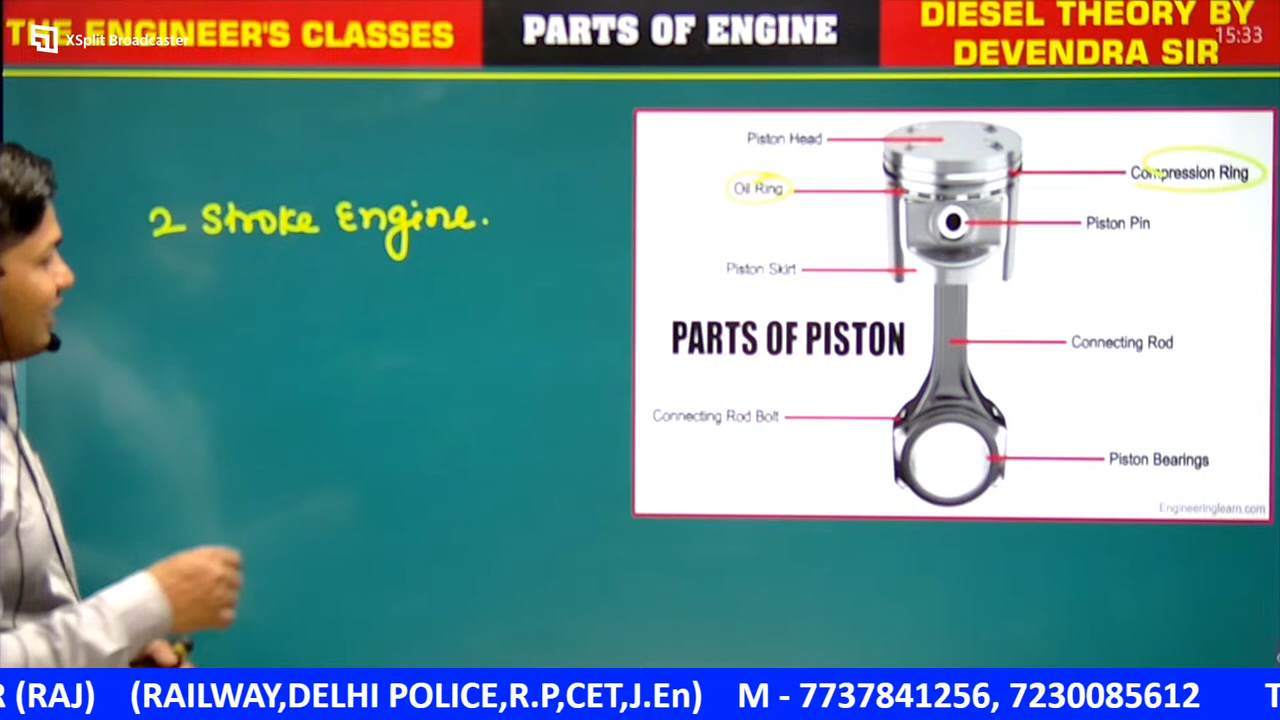 THE ENGINEER'S CLASSES
XSplit Broadcaster
PARTS OF ENGINE
DIESEL THEORY BY
DEVENDRA SIR
15:33
2 Stroke Engine.
Piston Head
Compression Ring
Oil Ring
Piston Pin
Piston Skirt
PARTS OF PISTON
Connecting Rod
Connecting Rod Bolt
Piston Bearings
Engineeringlearn.com
R (RAJ) (RAILWAY,DELHI POLICE,R.P,CET,J.En) M - 7737841256, 7230085612 T